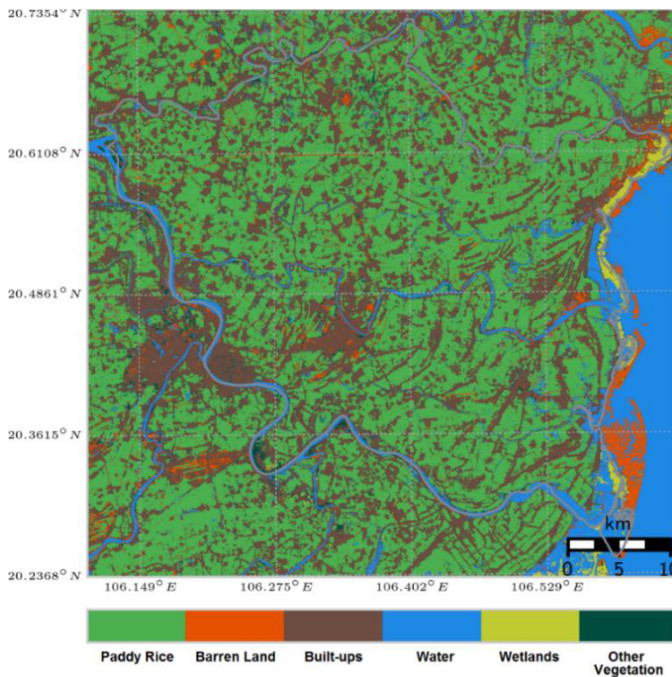 20.7354° N
20.6108° N
20.4861° N
20.3615° N
20.2368° N
km
0 5 10
106.149° E 106.275° E 106.402° E 106.529° E
Paddy Rice Barren Land Built-ups Water Wetlands Other Vegetation